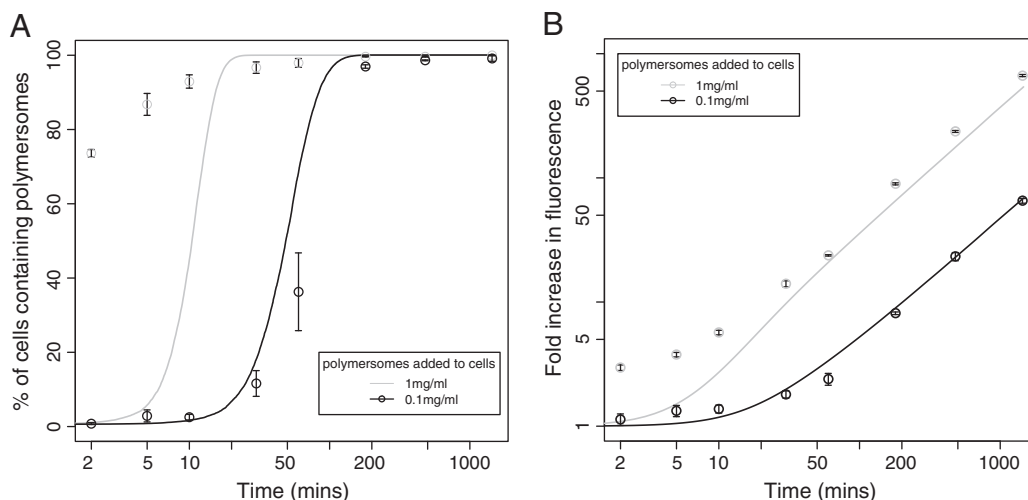 A
% of cells containing polymersomes
100
80
60
40
20
0
polymersomes added to cells
1mg/ml
0.1mg/ml
2 5 10 50 200 1000
Time (mins)
B
Fold increase in fluorescence
500
50
5
1
polymersomes added to cells
1mg/ml
0.1mg/ml
2 5 10 50 200 1000
Time (mins)